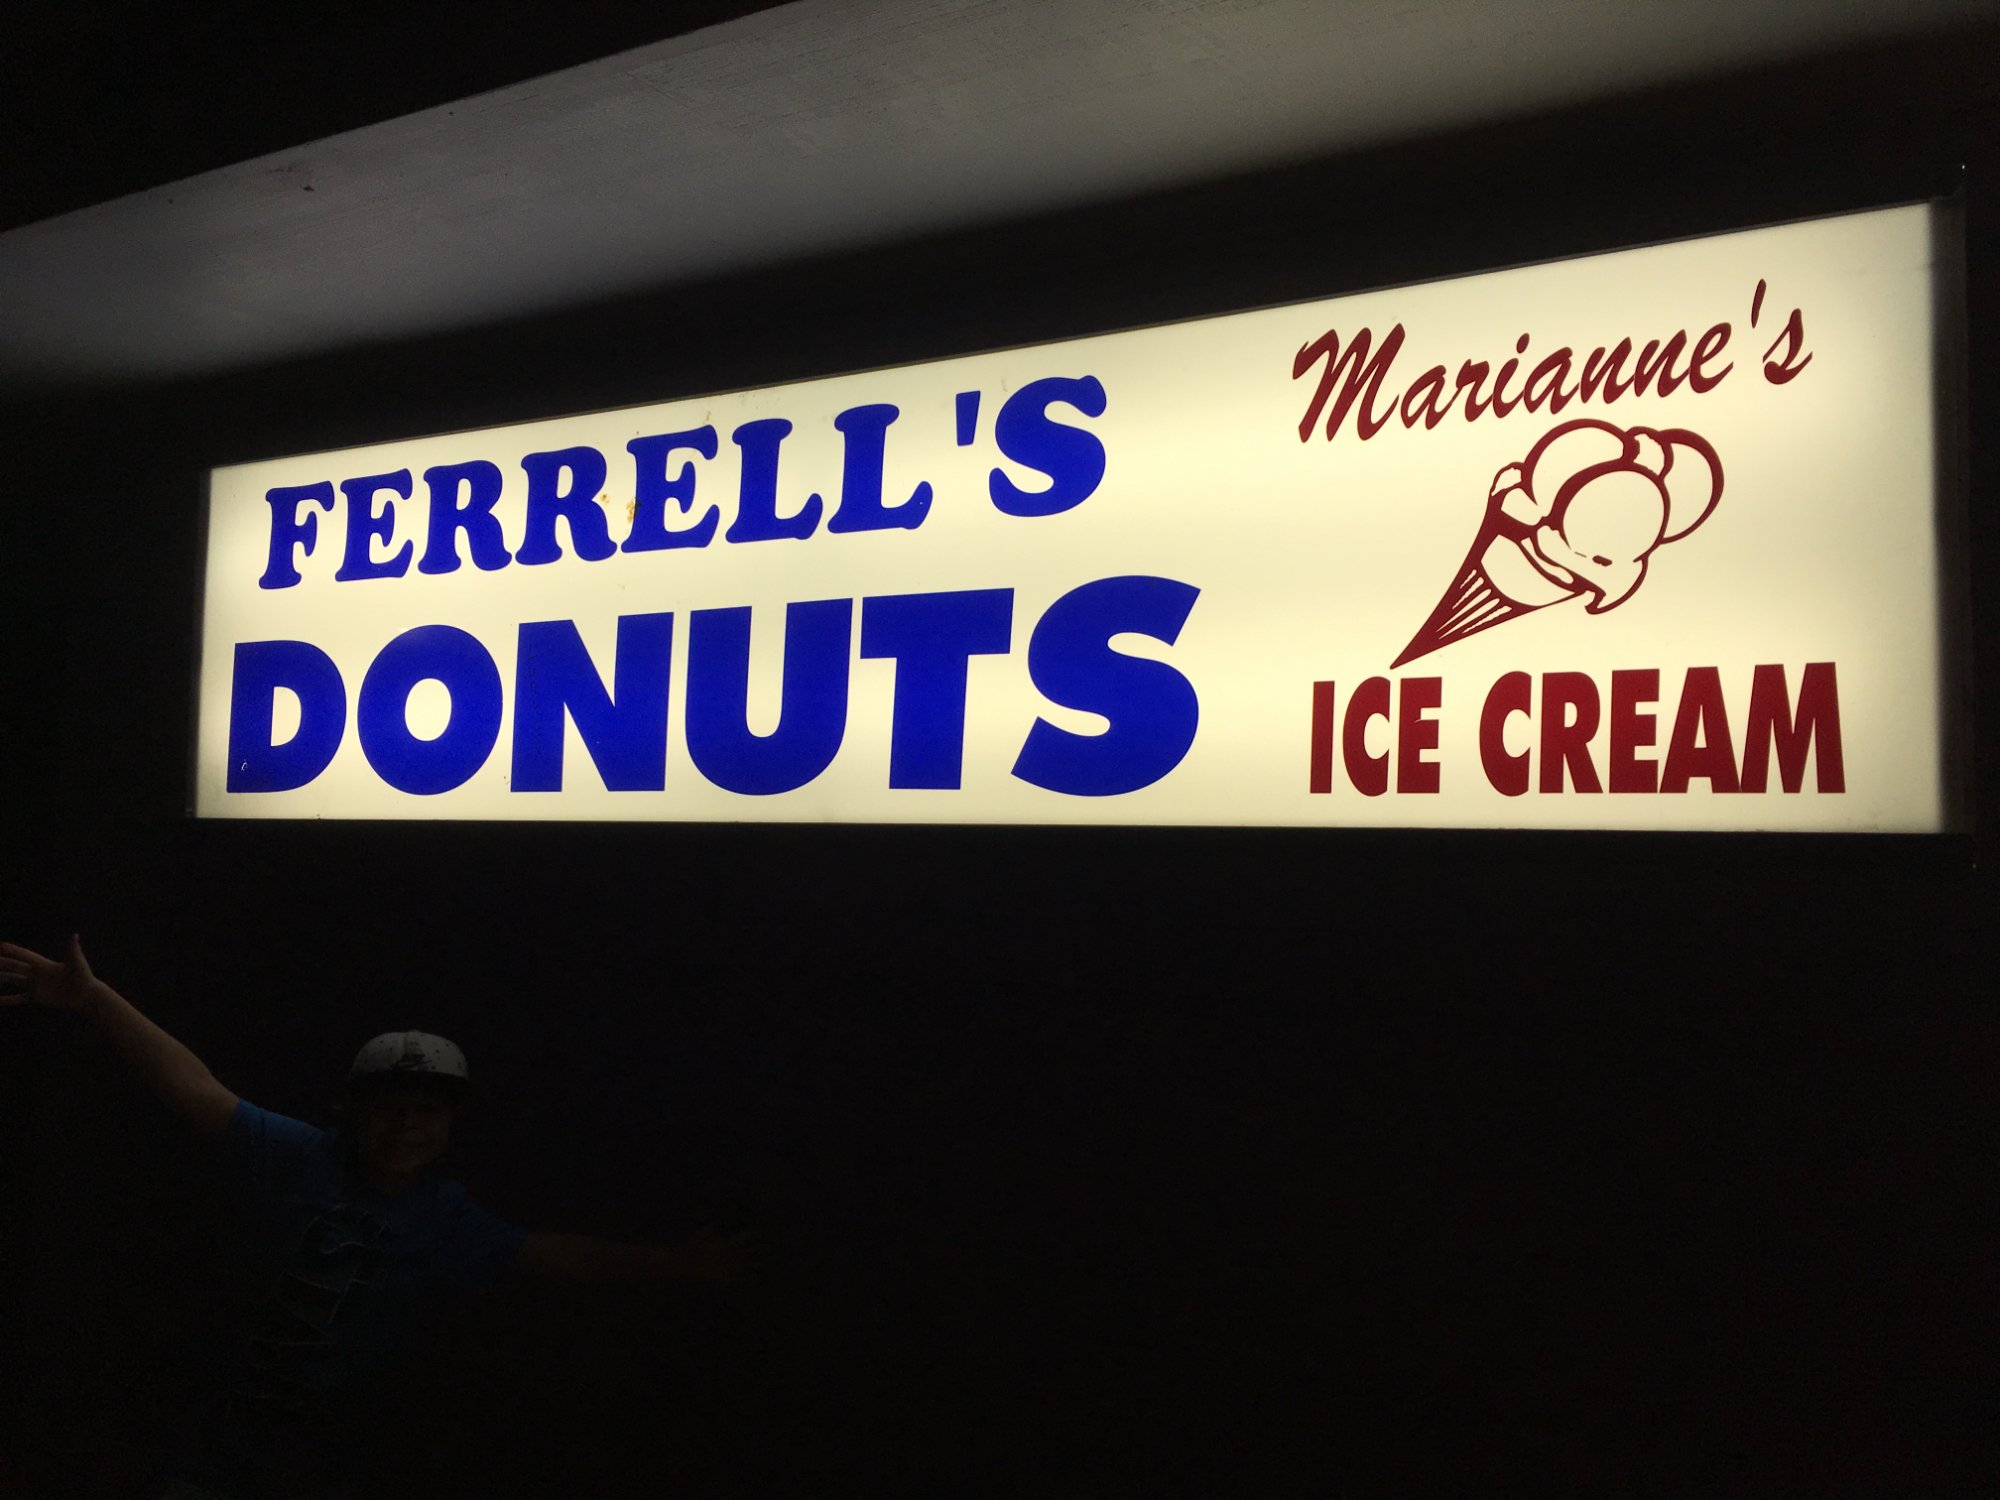 FERRELL'S
DONUTS
Marianne's
ICE CREAM